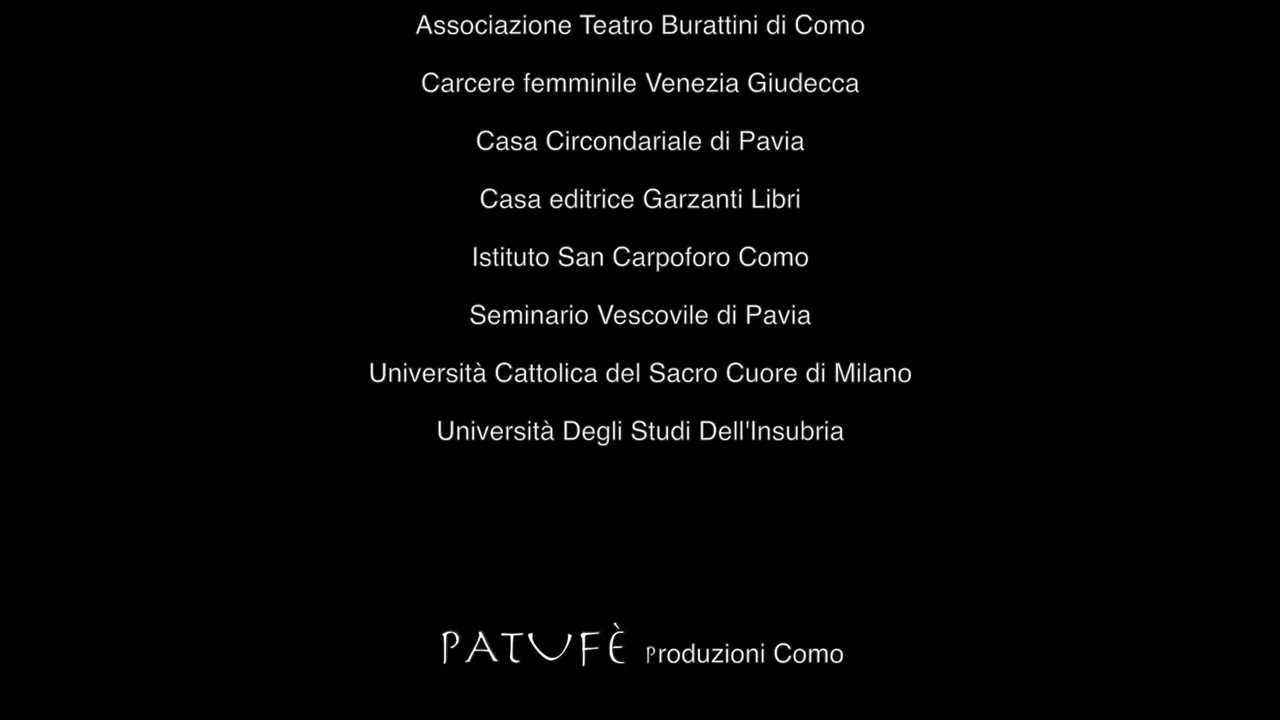 Associazione Teatro Burattini di Como
Carcere femminile Venezia Giudecca
Casa Circondariale di Pavia
Casa editrice Garzanti Libri
Istituto San Carpoforo Como
Seminario Vescovile di Pavia
Università Cattolica del Sacro Cuore di Milano
Università Degli Studi Dell'Insubria
PATUFÈ Produzioni Como